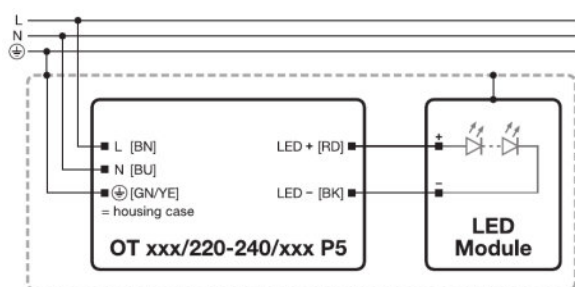 L
N
⏚
L [BN]
LED + [RD]
+
N [BU]
⏚ [GN/YE]
LED − [BK]
−
= housing case
OT xxx/220-240/xxx P5
LED
Module